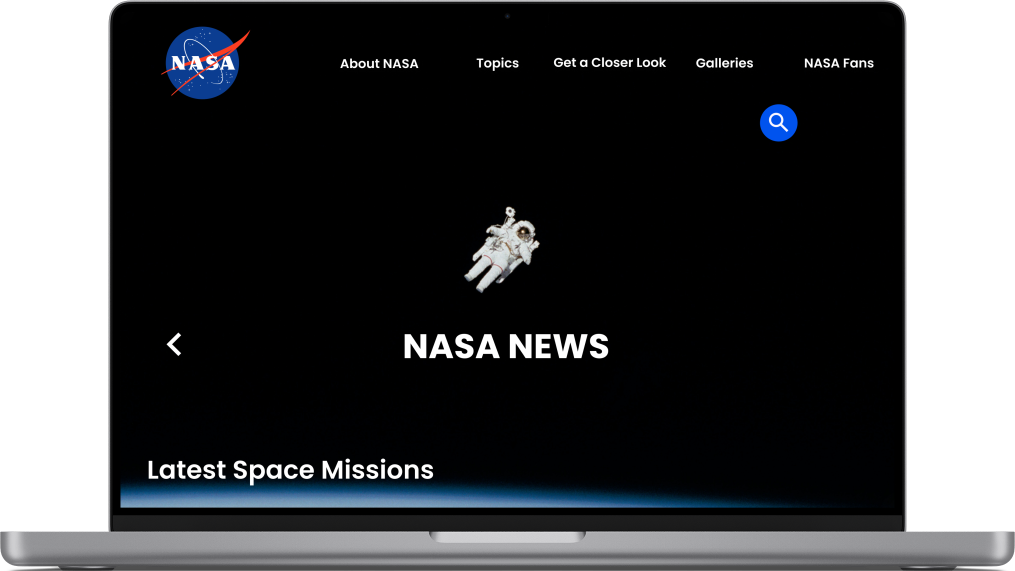 NASA
About NASA
Topics
Get a Closer Look
Galleries
NASA Fans
NASA NEWS
Latest Space Missions